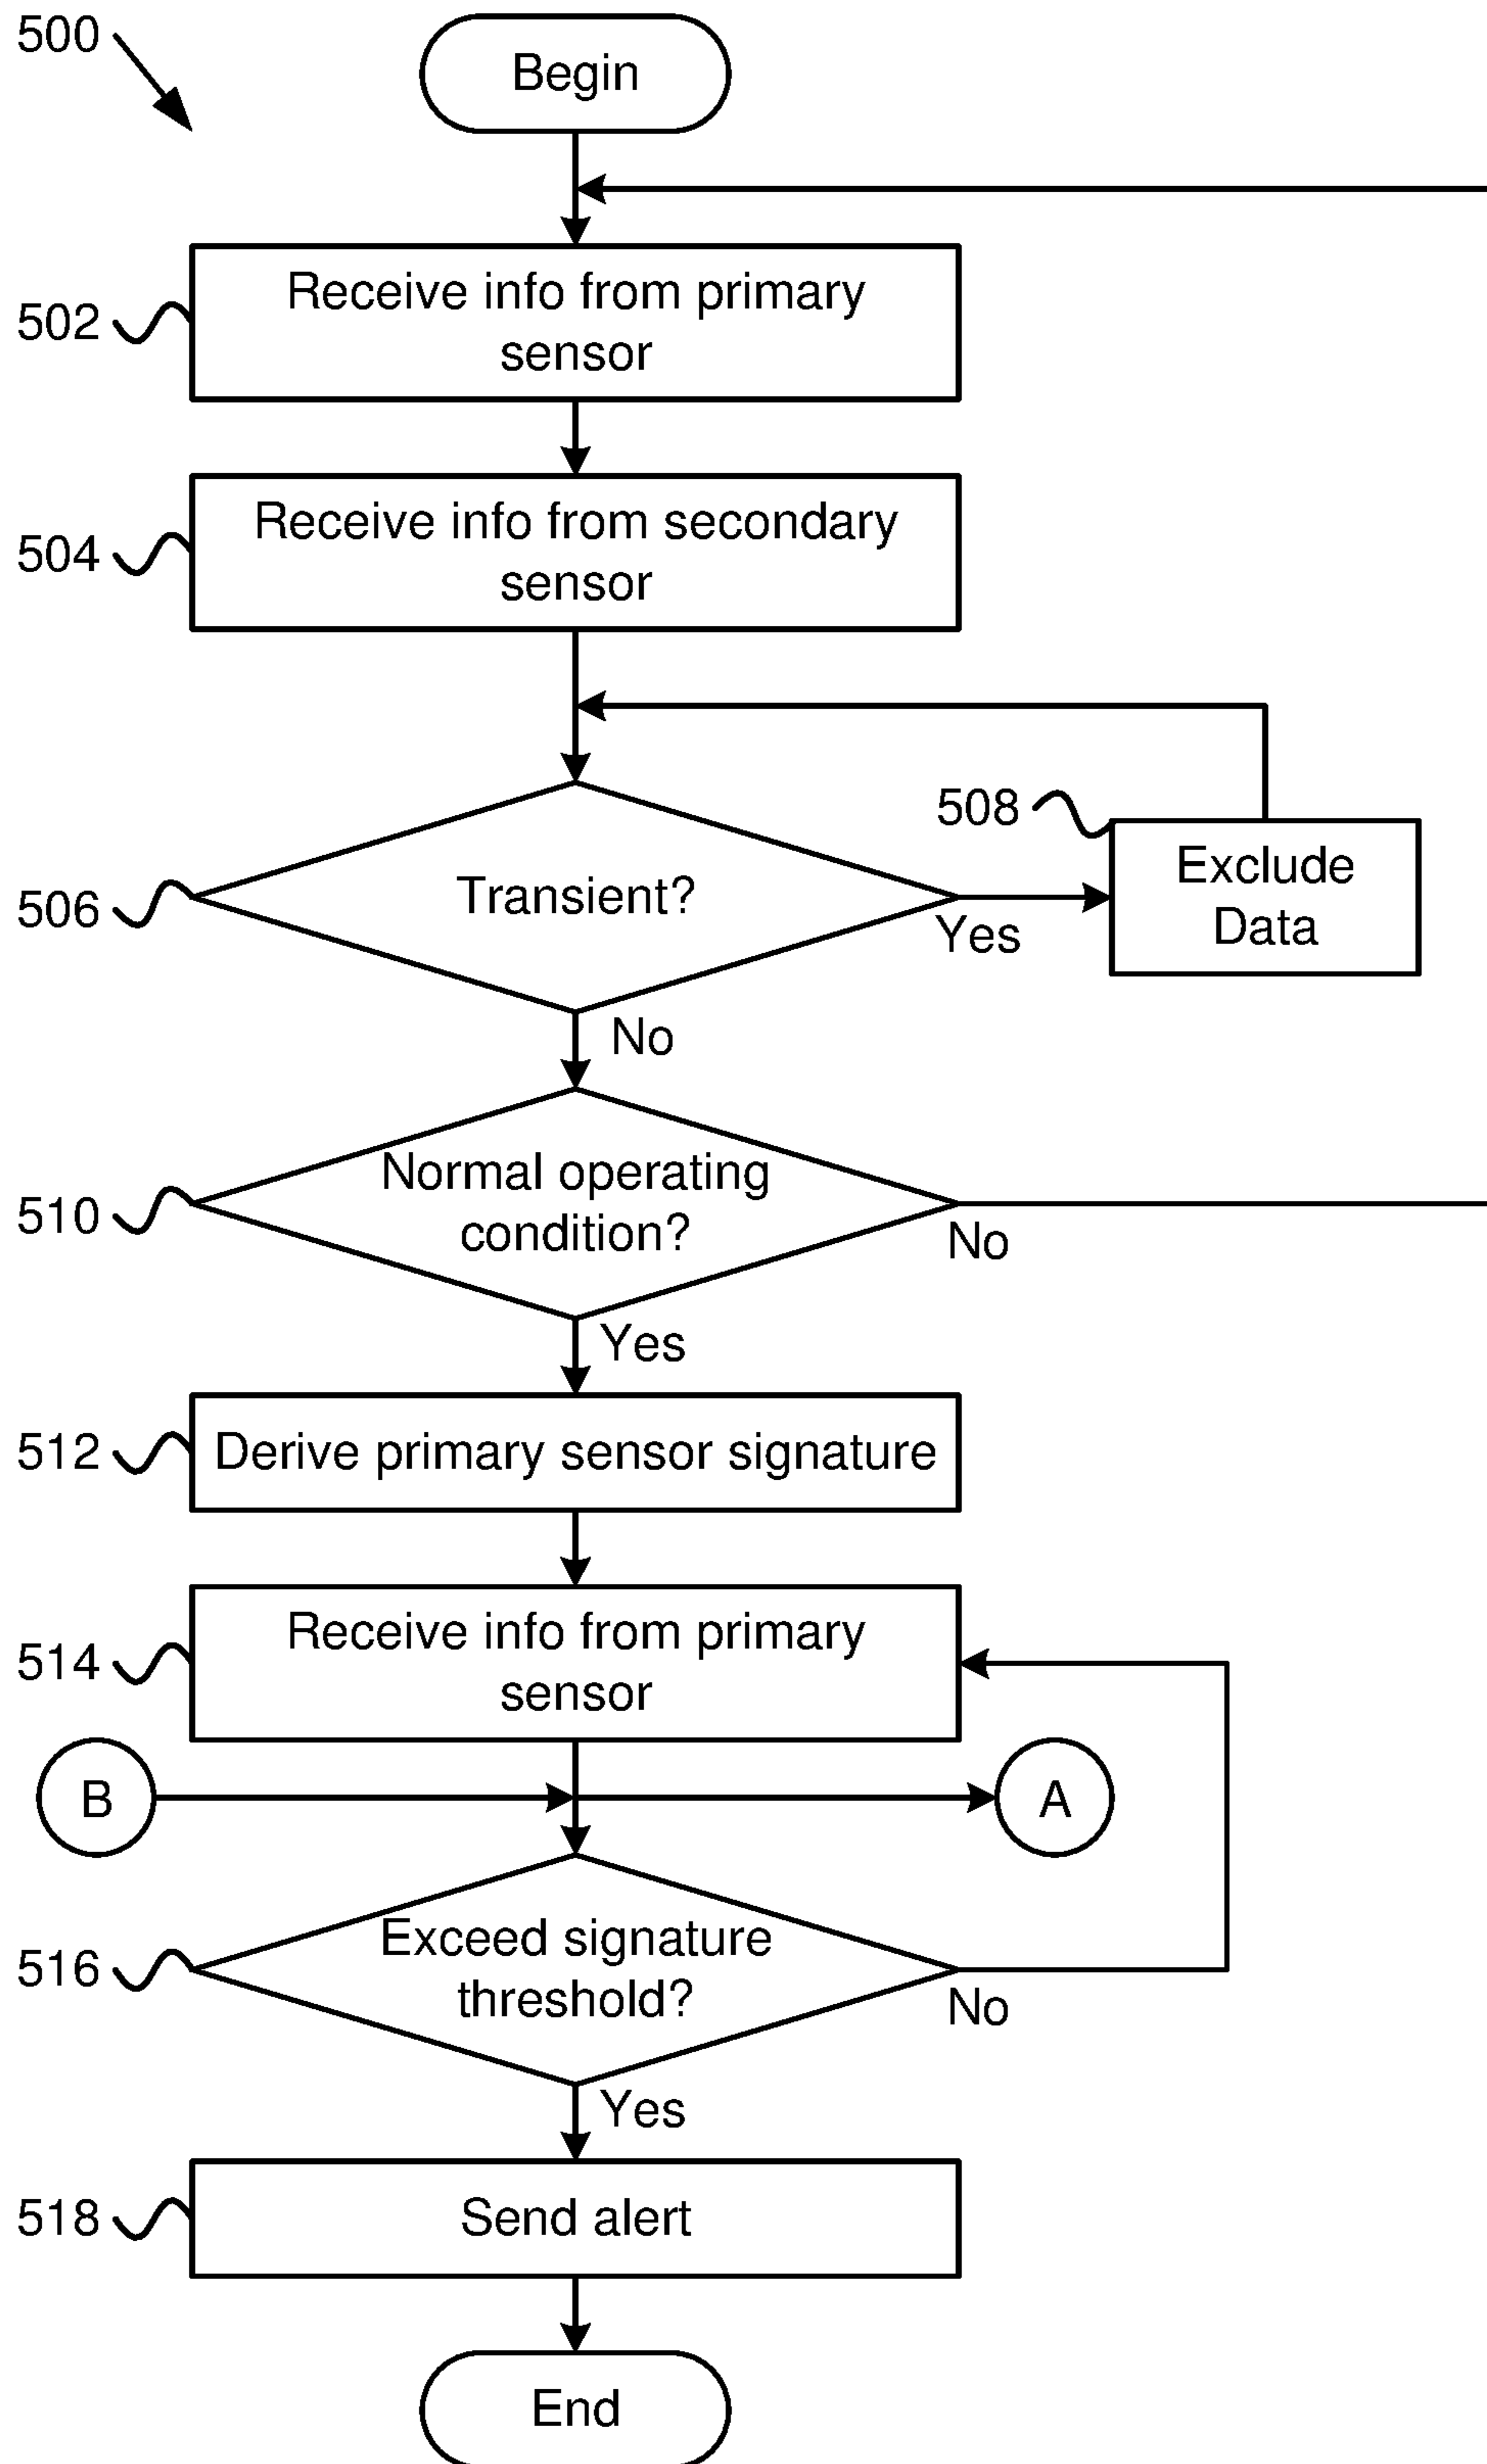 500
Begin
502
Receive info from primary
sensor
504
Receive info from secondary
sensor
506
Transient?
Yes
508
Exclude
Data
No
510
Normal operating
condition?
No
Yes
512
Derive primary sensor signature
514
Receive info from primary
sensor
B
A
516
Exceed signature
threshold?
No
Yes
518
Send alert
End